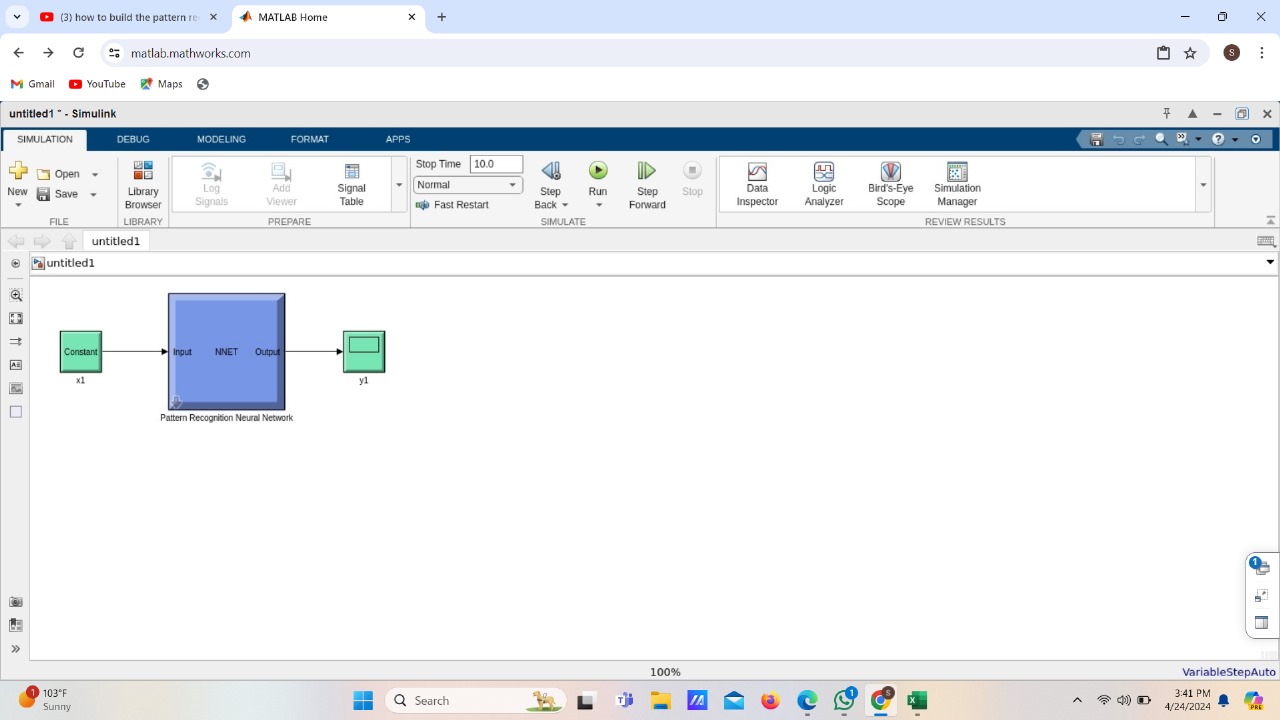 (3) how to build the pattern re
MATLAB Home
matlab.mathworks.com
S
Gmail
YouTube
Maps
untitled1 * - Simulink
SIMULATION
DEBUG
MODELING
FORMAT
APPS
New
Open
Save
FILE
Library
Browser
LIBRARY
Log
Signals
Add
Viewer
Signal
Table
PREPARE
Stop Time 10.0
Normal
Fast Restart
Step
Back
Run
Step
Forward
Stop
SIMULATE
Data
Inspector
Logic
Analyzer
Bird's-Eye
Scope
Simulation
Manager
REVIEW RESULTS
untitled1
untitled1
Constant
x1
Input NNET Output
Pattern Recognition Neural Network
y1
1
100%
VariableStepAuto
1
103°F
Sunny
Search
1
S
3:41 PM
4/24/2024
PRE